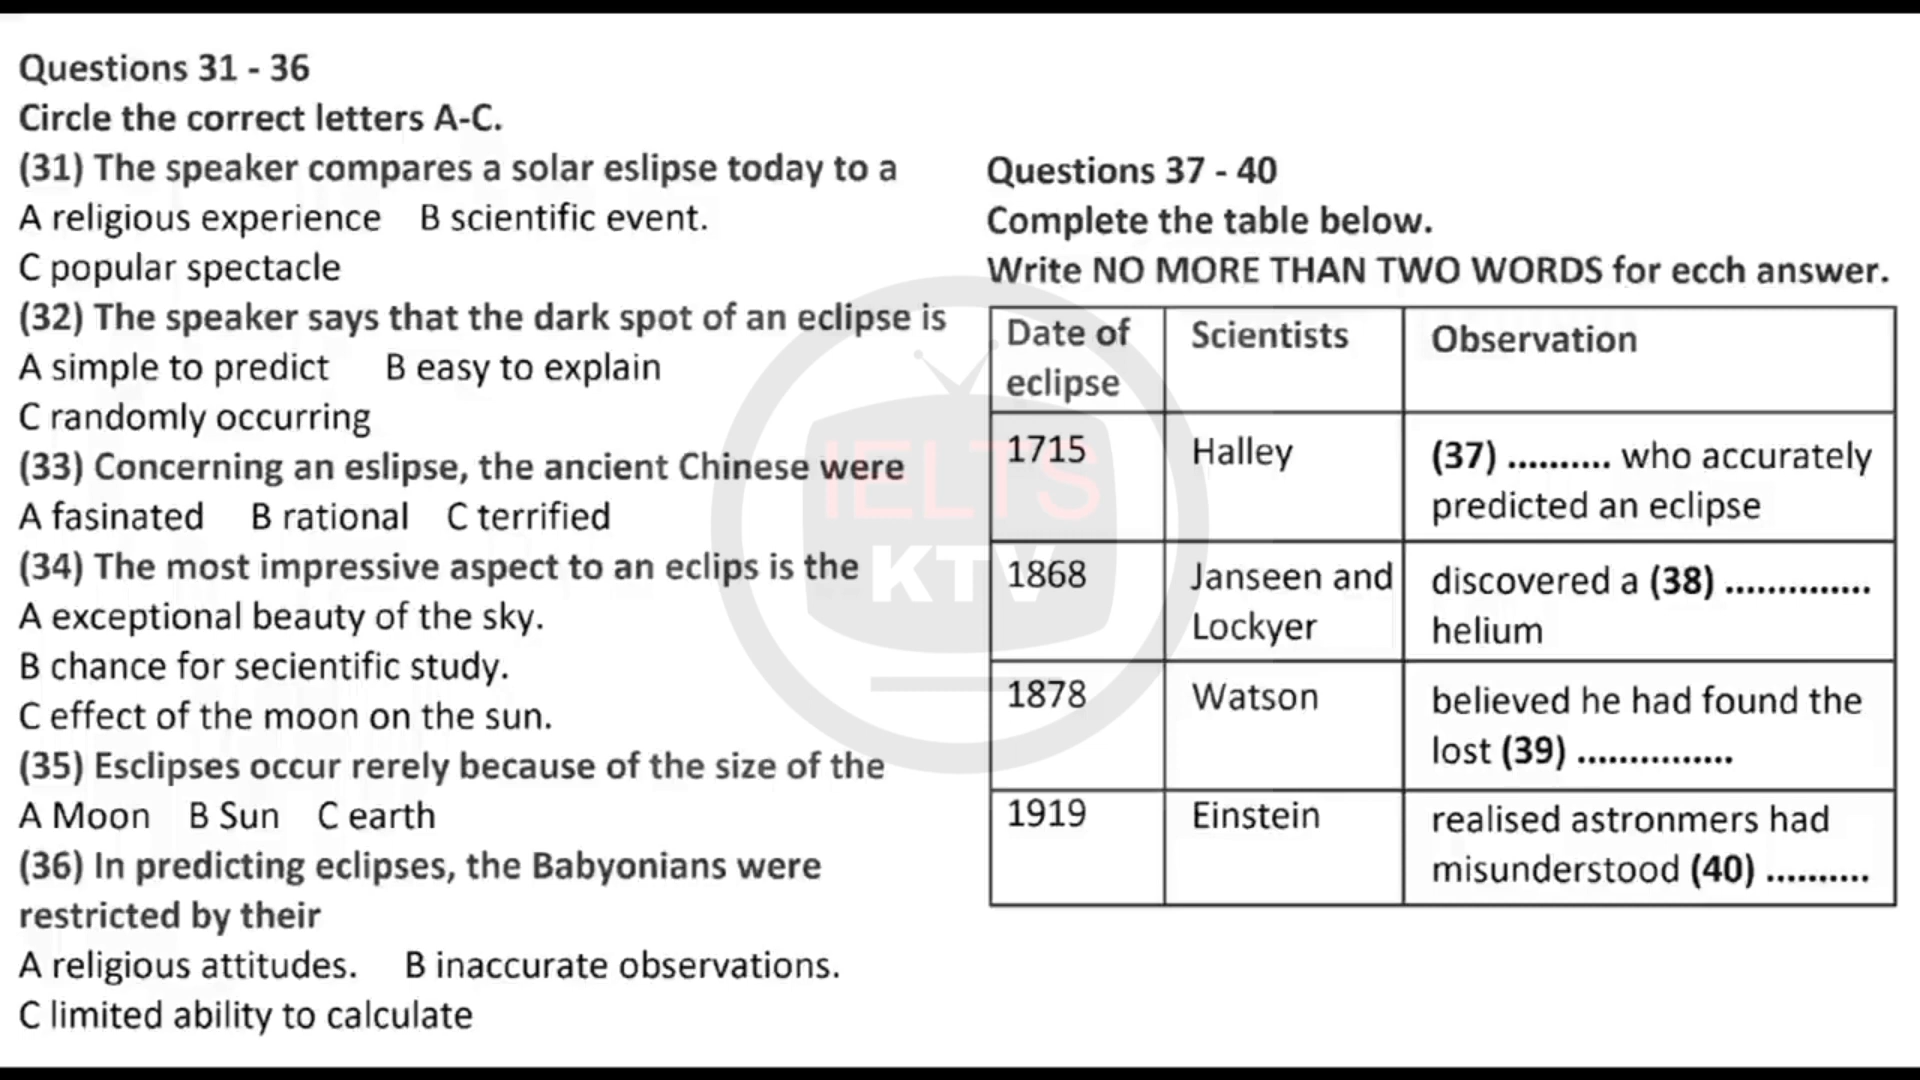 Questions 31 - 36
Circle the correct letters A-C.
(31) The speaker compares a solar eslipse today to a
A religious experience B scientific event.
C popular spectacle
(32) The speaker says that the dark spot of an eclipse is
A simple to predict B easy to explain
C randomly occurring
(33) Concerning an eslipse, the ancient Chinese were
A fasinated B rational C terrified
(34) The most impressive aspect to an eclips is the
A exceptional beauty of the sky.
B chance for secientific study.
C effect of the moon on the sun.
(35) Esclipses occur rerely because of the size of the
A Moon B Sun C earth
(36) In predicting eclipses, the Babyonians were
restricted by their
A religious attitudes. B inaccurate observations.
C limited ability to calculate
Questions 37 - 40
Complete the table below.
Write NO MORE THAN TWO WORDS for ecch answer.
Date of
eclipse
Scientists
Observation
1715
Halley
(37) .......... who accurately
predicted an eclipse
1868
Janseen and
Lockyer
discovered a (38) ..............
helium
1878
Watson
believed he had found the
lost (39) ...............
1919
Einstein
realised astronmers had
misunderstood (40) ..........
IELTS
KTV